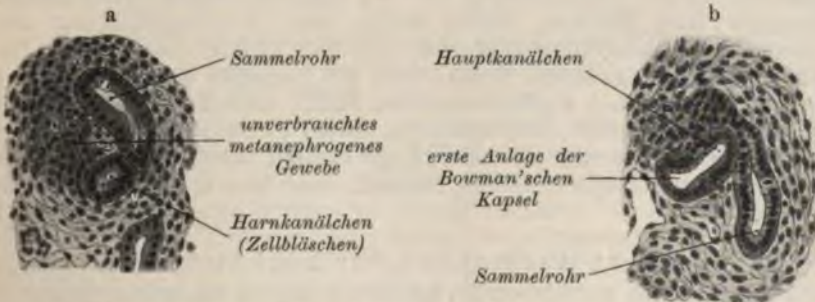 a
b
Sammelrohr
unverbrauchtes
metanephrogenes
Gewebe
Harnkanälchen
(Zellbläschen)
Hauptkanälchen
erste Anlage der
Bowman'schen
Kapsel
Sammelrohr